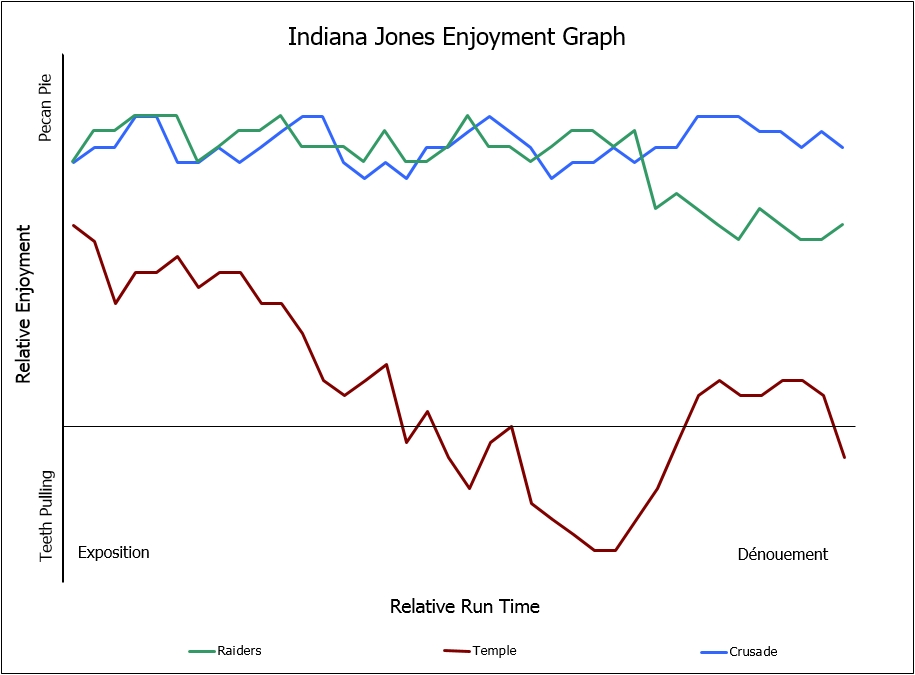 Indiana Jones Enjoyment Graph
Pecan Pie
Relative Enjoyment
Teeth Pulling
Exposition
Dénouement
Relative Run Time
Raiders
Temple
Crusade